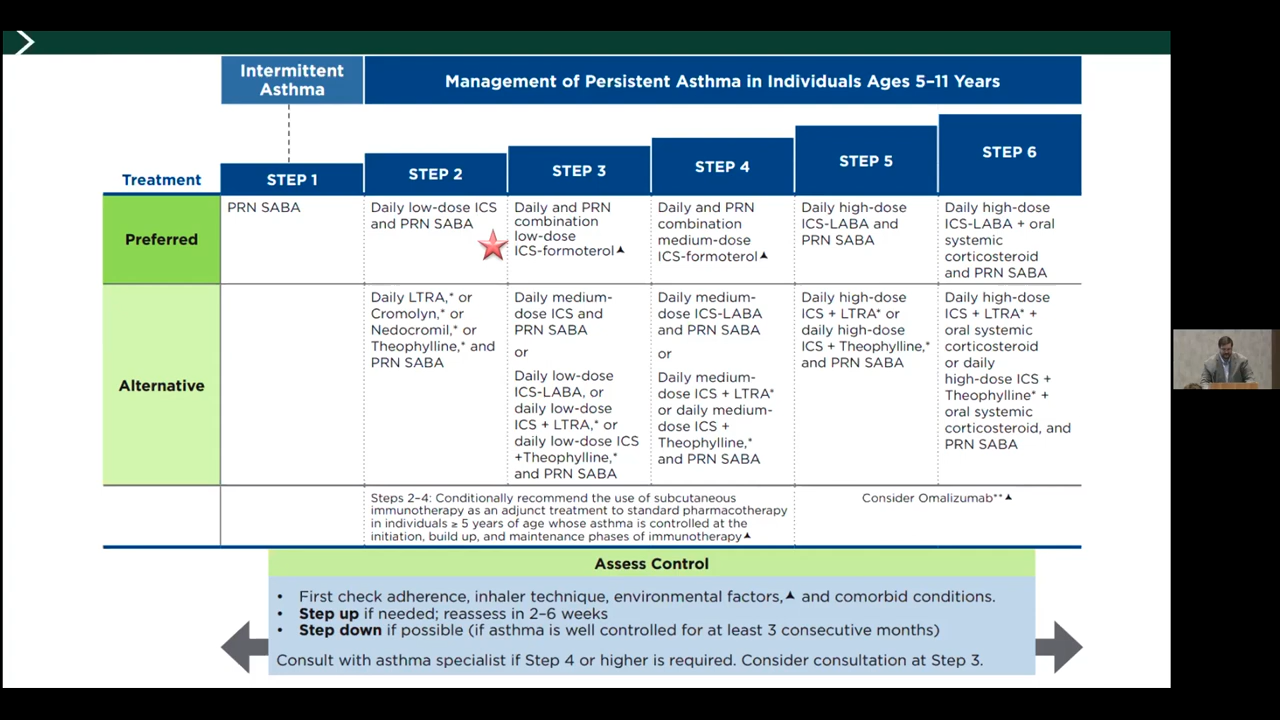 Intermittent
Asthma
Management of Persistent Asthma in Individuals Ages 5–11 Years
Treatment
STEP 1
STEP 2
STEP 3
STEP 4
STEP 5
STEP 6
Preferred
PRN SABA
Daily low-dose ICS
and PRN SABA
Daily and PRN
combination
low-dose
ICS-formoterol▲
Daily and PRN
combination
medium-dose
ICS-formoterol▲
Daily high-dose
ICS-LABA and
PRN SABA
Daily high-dose
ICS-LABA + oral
systemic
corticosteroid
and PRN SABA
Alternative
Daily LTRA,* or
Cromolyn,* or
Nedocromil,* or
Theophylline,* and
PRN SABA
Daily medium-
dose ICS and
PRN SABA
or
Daily low-dose
ICS-LABA, or
daily low-dose
ICS + LTRA,* or
daily low-dose ICS
+Theophylline,*
and PRN SABA
Daily medium-
dose ICS-LABA
and PRN SABA
or
Daily medium-
dose ICS + LTRA*
or daily medium-
dose ICS +
Theophylline,*
and PRN SABA
Daily high-dose
ICS + LTRA* or
daily high-dose
ICS + Theophylline,*
and PRN SABA
Daily high-dose
ICS + LTRA* +
oral systemic
corticosteroid
or daily
high-dose ICS +
Theophylline* +
oral systemic
corticosteroid, and
PRN SABA
Steps 2–4: Conditionally recommend the use of subcutaneous
immunotherapy as an adjunct treatment to standard pharmacotherapy
in individuals ≥ 5 years of age whose asthma is controlled at the
initiation, build up, and maintenance phases of immunotherapy▲
Consider Omalizumab**▲
Assess Control
• First check adherence, inhaler technique, environmental factors,▲ and comorbid conditions.
• Step up if needed; reassess in 2–6 weeks
• Step down if possible (if asthma is well controlled for at least 3 consecutive months)
Consult with asthma specialist if Step 4 or higher is required. Consider consultation at Step 3.